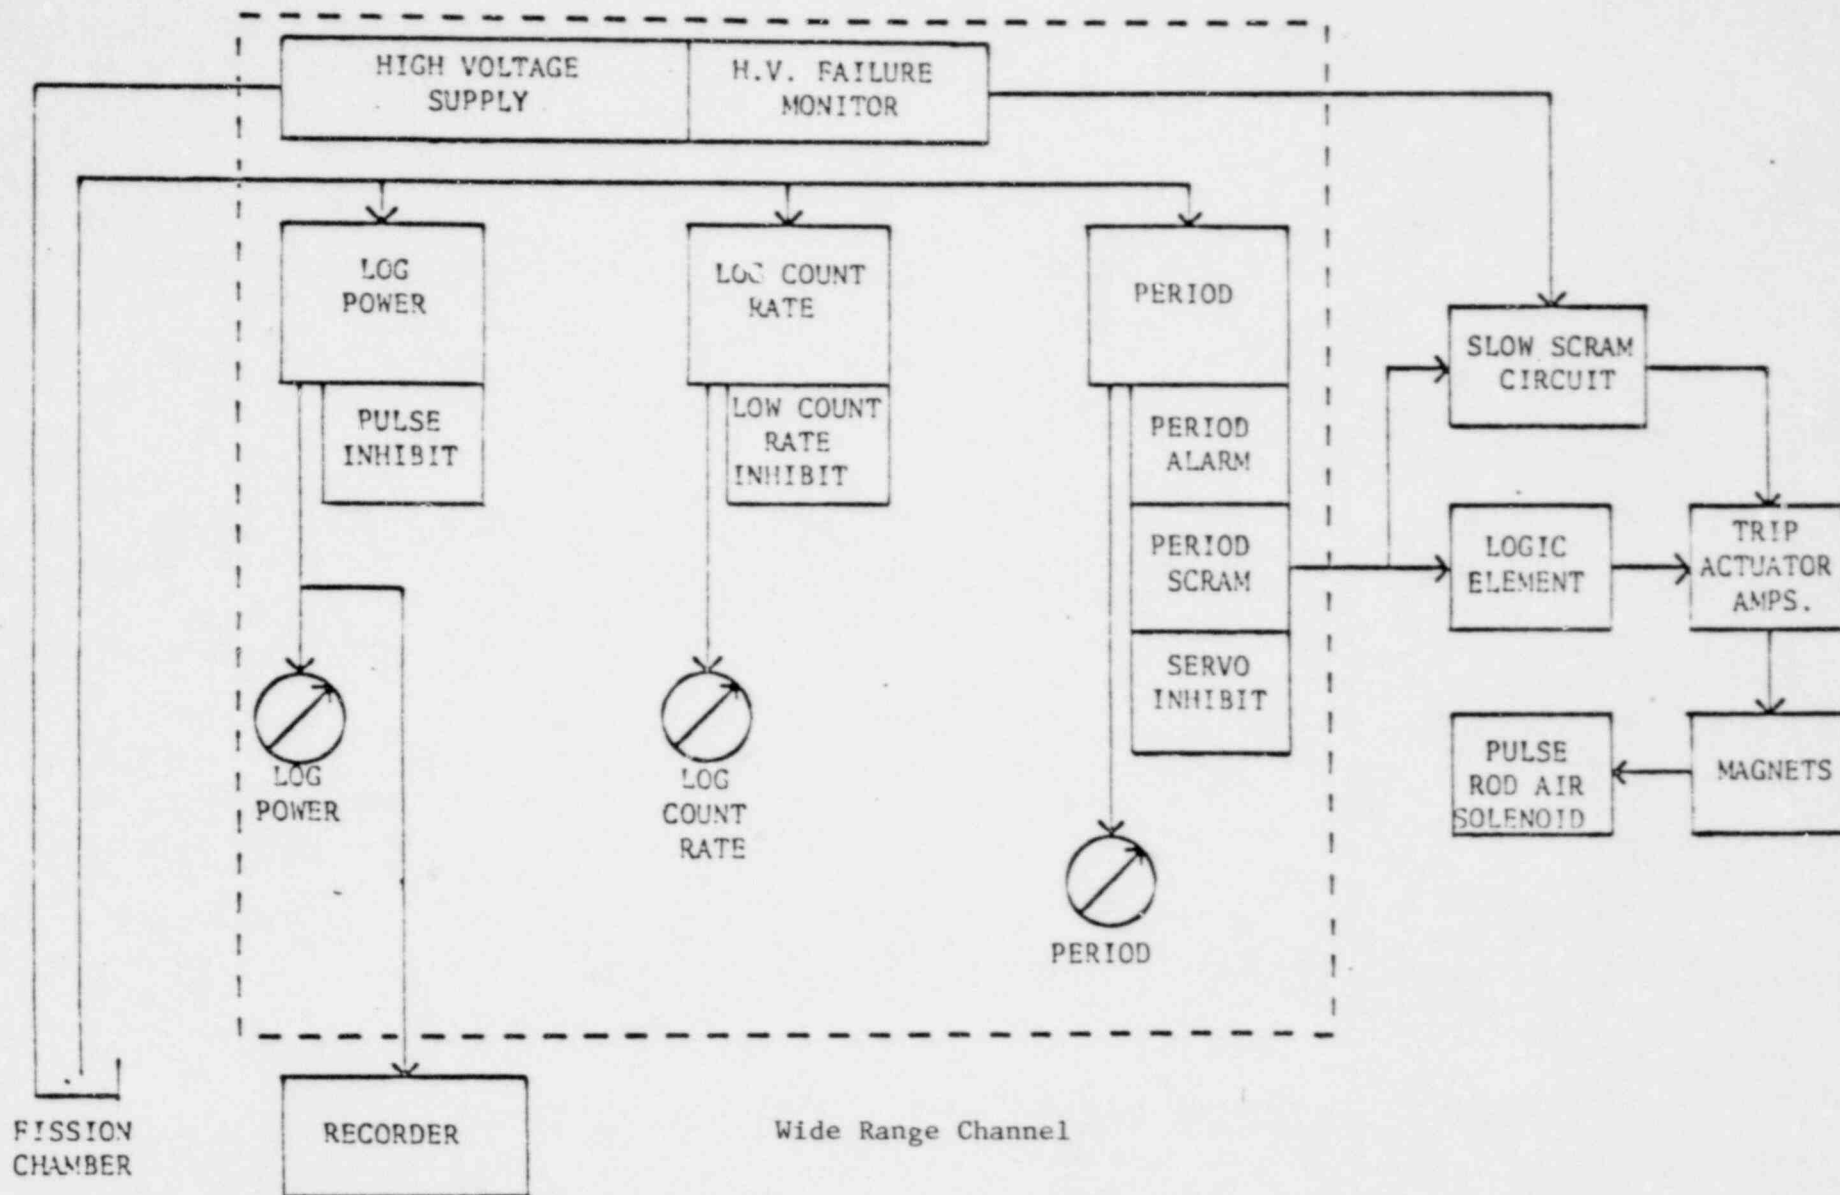 HIGH VOLTAGE
SUPPLY
H.V. FAILURE
MONITOR
LOG
POWER
LOG COUNT
RATE
PERIOD
SLOW SCRAM
CIRCUIT
PULSE
INHIBIT
LOW COUNT
RATE
INHIBIT
PERIOD
ALARM
PERIOD
SCRAM
LOGIC
ELEMENT
TRIP
ACTUATOR
AMPS.
SERVO
INHIBIT
PULSE
ROD AIR
SOLENOID
MAGNETS
LOG
POWER
LOG
COUNT
RATE
PERIOD
FISSION
CHAMBER
RECORDER
Wide Range Channel